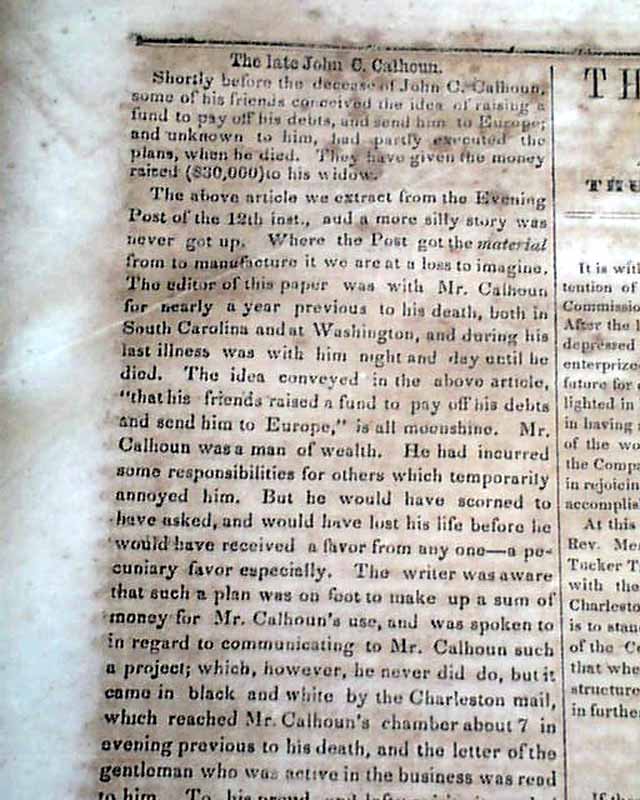 The late John C. Calhoun.
Shortly before the decease of John C. Calhoun,
some of his friends conceived the idea of raising a
fund to pay off his debts, and send him to Europe;
and unknown to him, had partly executed the
plans, when he died. They have given the money
raised ($30,000)to his widow.
The above article we extract from the Evening
Post of the 12th inst., and a more silly story was
never got up. Where the Post got the material
from to manufacture it we are at a loss to imagine.
The editor of this paper was with Mr. Calhoun
for nearly a year previous to his death, both in
South Carolina and at Washington, and during his
last illness was with him night and day until he
died. The idea conveyed in the above article,
"that his friends raised a fund to pay off his debts
and send him to Europe," is all moonshine. Mr.
Calhoun was a man of wealth. He had incurred
some responsibilities for others which temporarily
annoyed him. But he would have scorned to
have asked, and would have lost his life before he
would have received a favor from any one—a pe-
cuniary favor especially. The writer was aware
that such a plan was on foot to make up a sum of
money for Mr. Calhoun's use, and was spoken to
in regard to communicating to Mr. Calhoun such
a project; which, however, he never did do, but it
came in black and white by the Charleston mail,
which reached Mr. Calhoun's chamber about 7 in
evening previous to his death, and the letter of the
gentleman who was active in the business was read
to him. To his proud and
TH
TRU
It is with
tention of
Commissio
After the l
depressed
enterprize
future for
lighted in
in having
of the wo
the Compa
in rejoicin
accomplis
At this
Rev. Me
Tucker T
with the
Charleston
is to stand
of the Co
that whe
structure
in further
If the